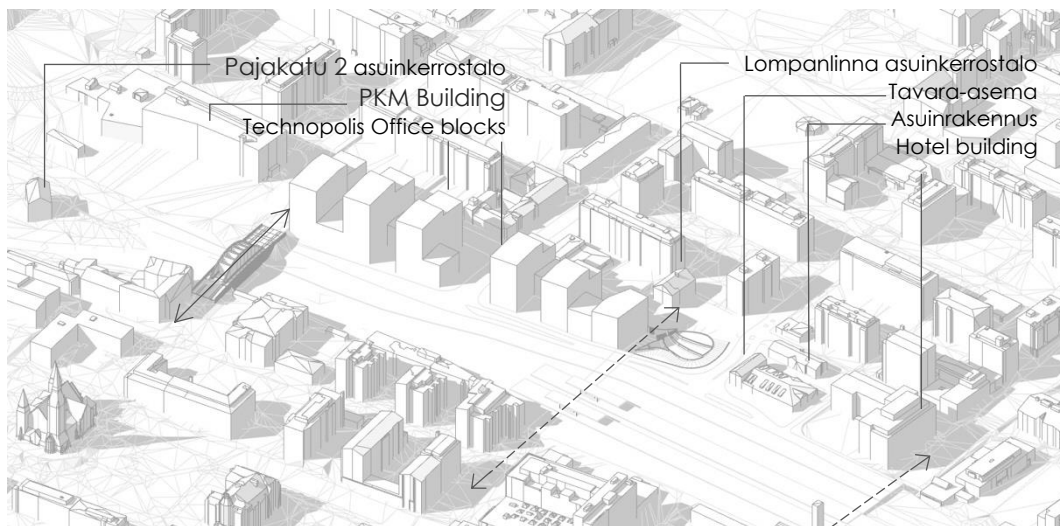 Pajakatu 2 asuinkerrostalo
PKM Building
Technopolis Office blocks
Lompanlinna asuinkerrostalo
Tavara-asema
Asuinrakennus
Hotel building